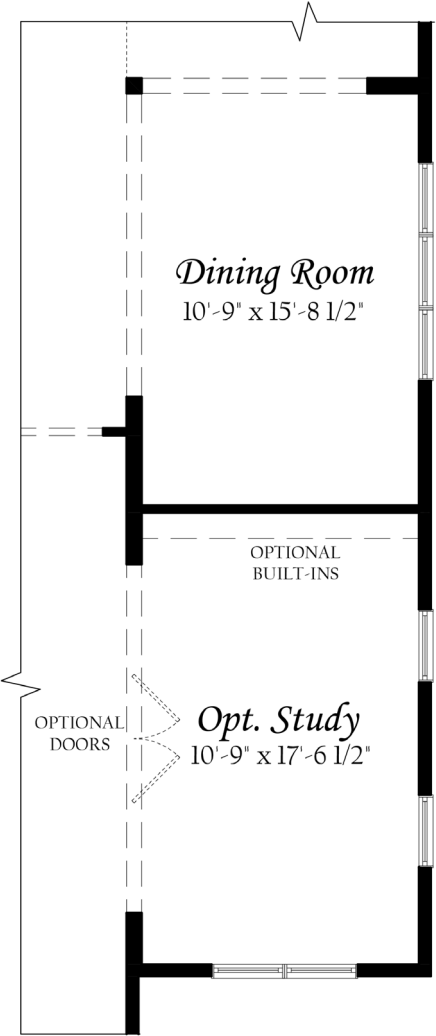 Dining Room
10'-9" x 15'-8 1/2"
OPTIONAL
BUILT-INS
OPTIONAL
DOORS
Opt. Study
10'-9" x 17'-6 1/2"